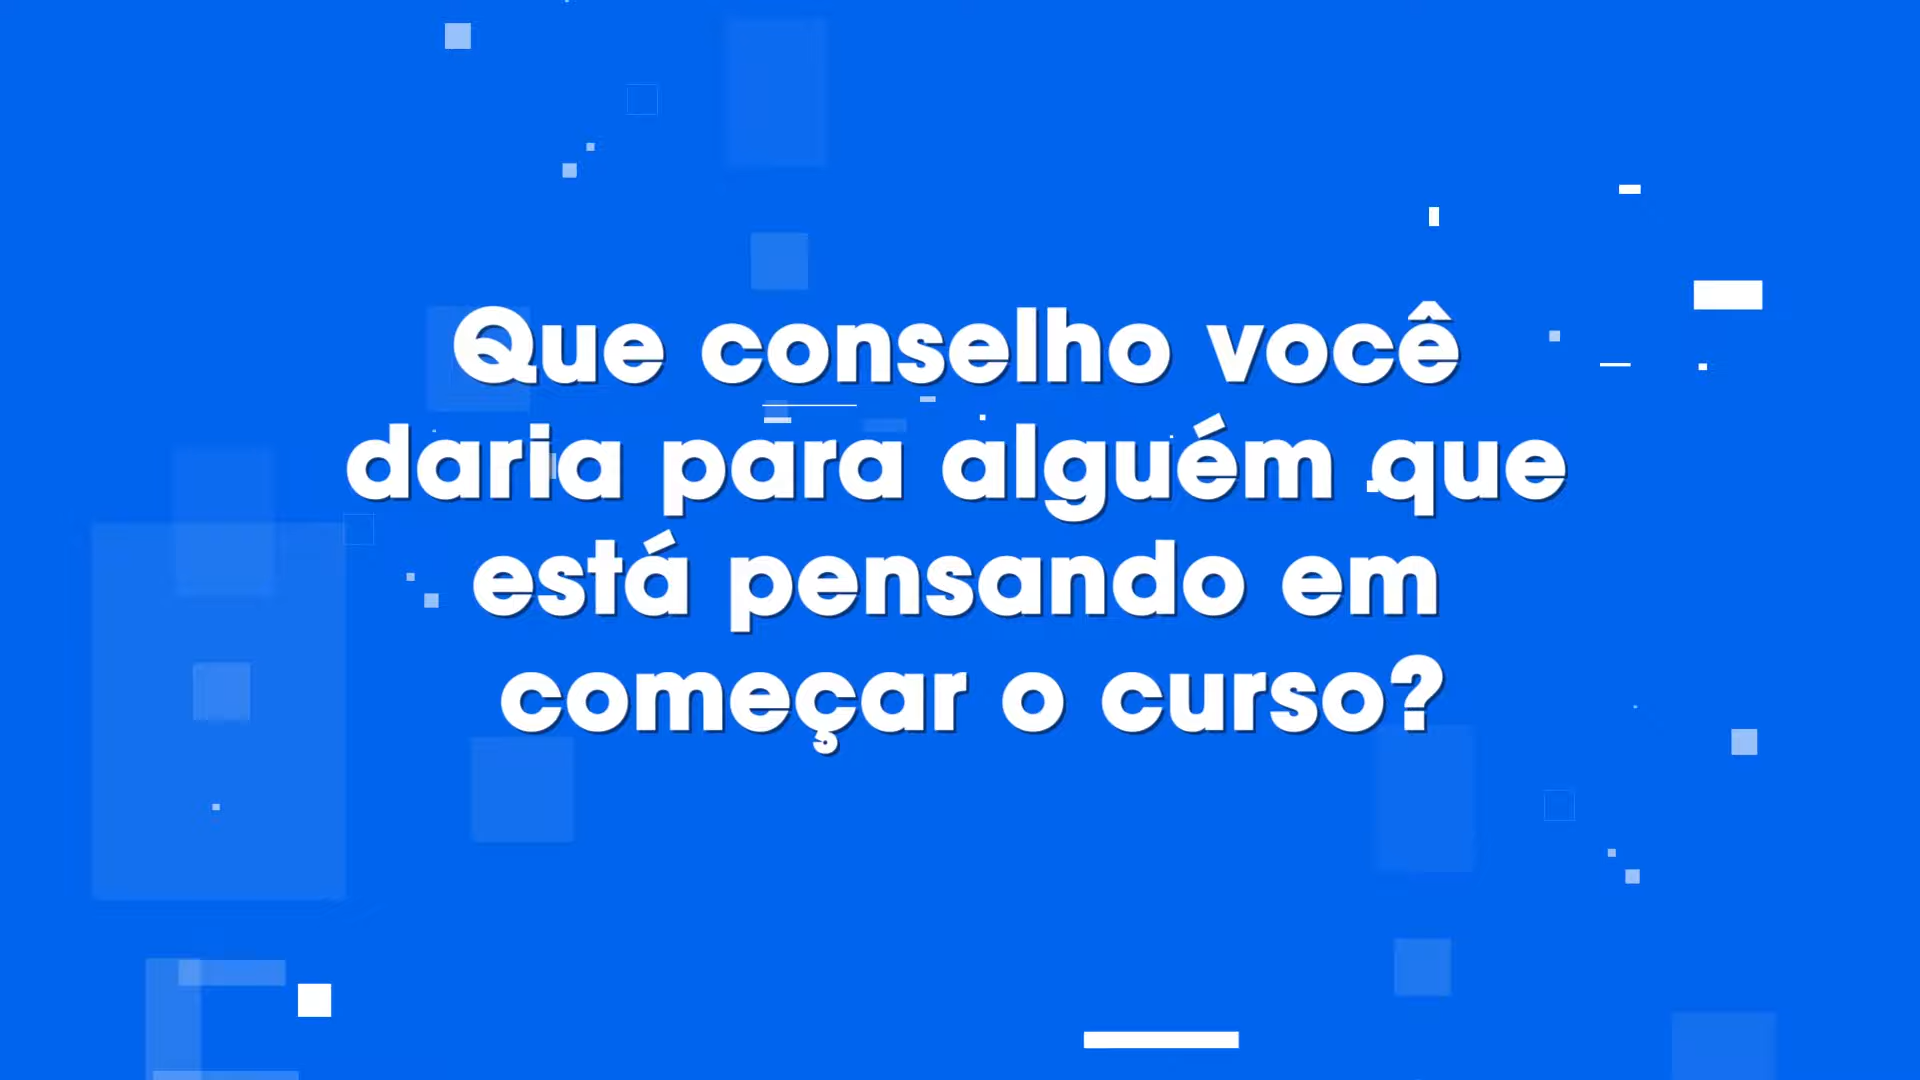 Que conselho você
daria para alguém que
está pensando em
começar o curso?